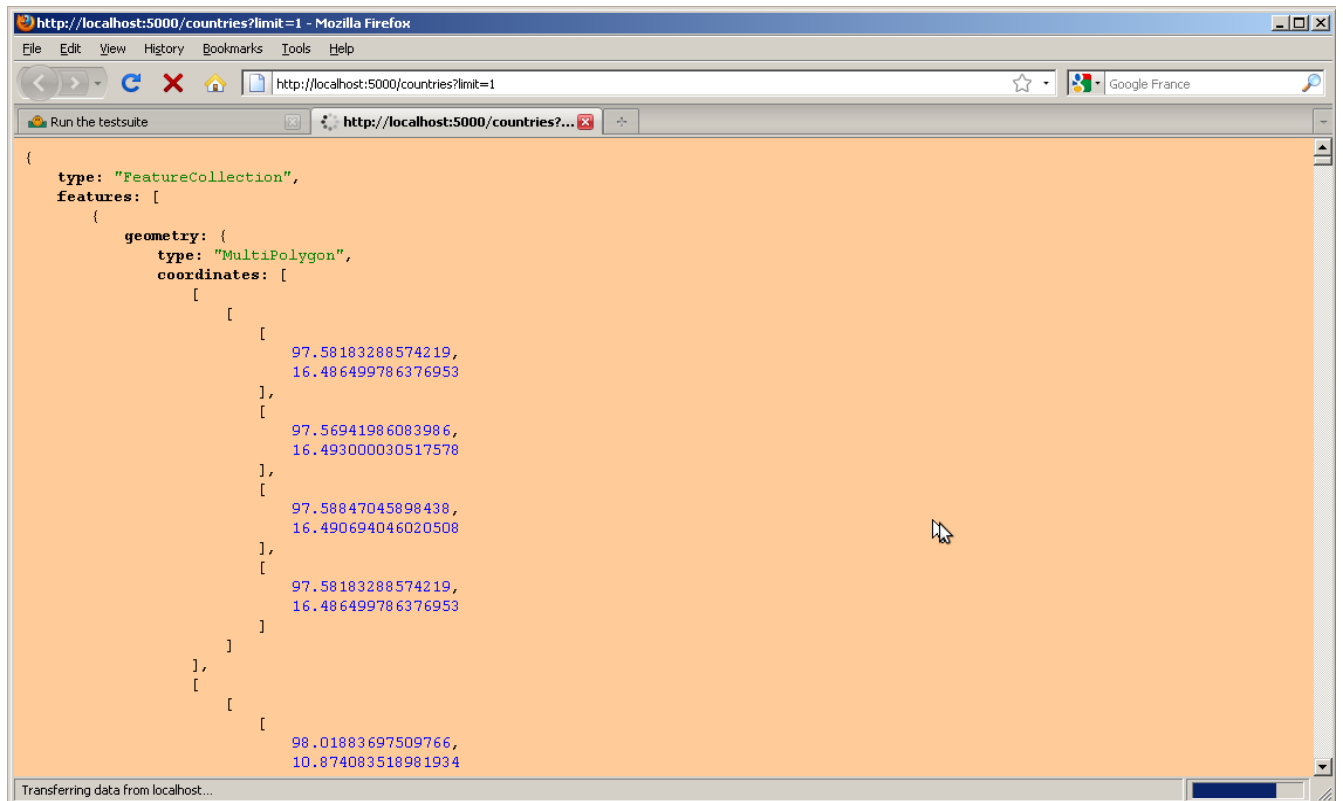 http://localhost:5000/countries?limit=1 - Mozilla Firefox
File Edit View History Bookmarks Tools Help
http://localhost:5000/countries?limit=1
Google France
Run the testsuite
http://localhost:5000/countries?...
{
type: "FeatureCollection",
features: [
{
geometry: {
type: "MultiPolygon",
coordinates: [
[
[
[
97.58183288574219,
16.486499786376953
],
[
97.56941986083986,
16.493000030517578
],
[
97.58847045898438,
16.490694046020508
],
[
97.58183288574219,
16.486499786376953
]
]
],
[
[
[
98.01883697509766,
10.874083518981934
Transferring data from localhost...